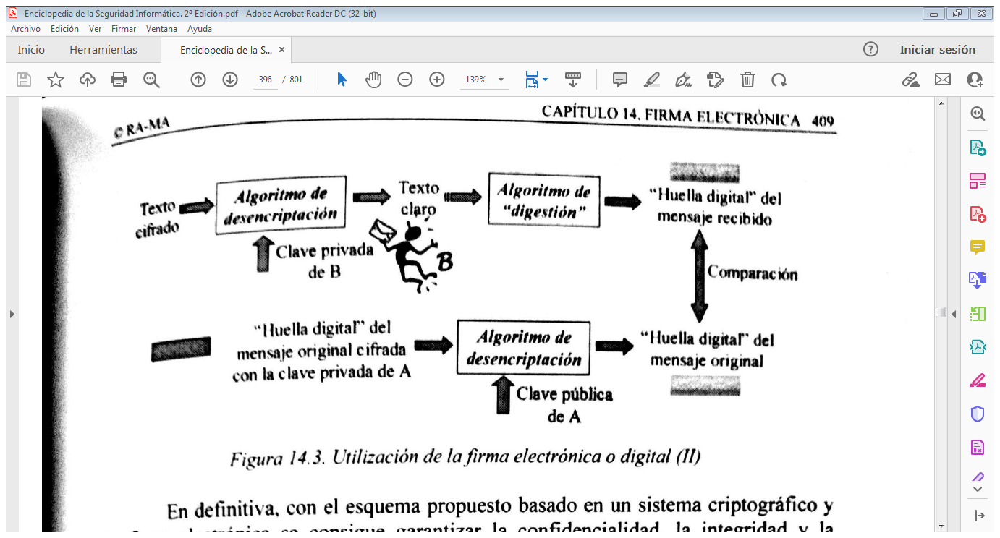 Enciclopedia de la Seguridad Informática. 2ª Edición.pdf - Adobe Acrobat Reader DC (32-bit)
Archivo Edición Ver Firmar Ventana Ayuda
Inicio Herramientas Enciclopedia de la S... × Iniciar sesión
396 / 801 139%
© RA-MA
CAPÍTULO 14. FIRMA ELECTRÓNICA 409
Texto
cifrado
Algoritmo de
desencriptación
Texto
claro
Algoritmo de
“digestión”
“Huella digital” del
mensaje recibido
Clave privada
de B
B
Comparación
“Huella digital” del
mensaje original cifrada
con la clave privada de A
Algoritmo de
desencriptación
“Huella digital” del
mensaje original
Clave pública
de A
Figura 14.3. Utilización de la firma electrónica o digital (II)
En definitiva, con el esquema propuesto basado en un sistema criptográfico y
se consigue garantizar la confidencialidad, la integridad y la